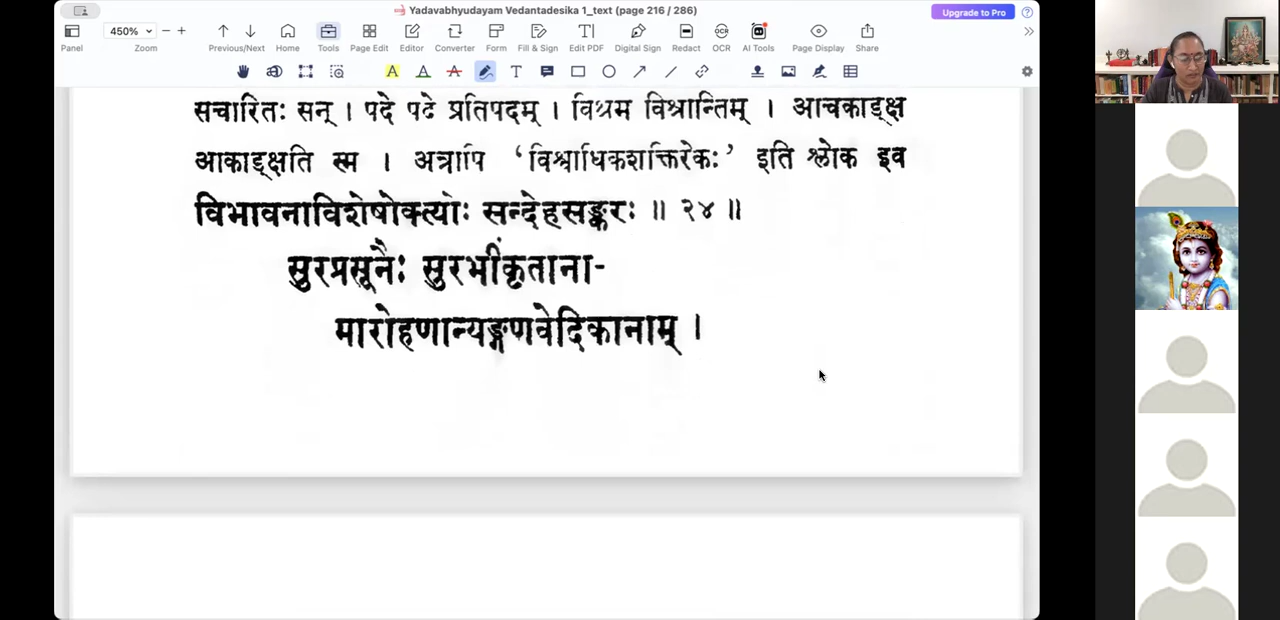 Yadavabhyudayam Vedantadesika 1_text (page 216 / 286)
Upgrade to Pro
450%
Panel Zoom Previous/Next Home Tools Page Edit Editor Converter Form Fill & Sign Edit PDF Digital Sign Redact OCR AI Tools Page Display Share
सचारितः सन् । पदे पदे प्रतिपदम् । विश्रम विश्रान्तिम् । आचकाङ्क्ष
आकाङ्क्षति स्म । अत्रापि ‘विश्वाधिकशक्तिरेकः’ इति श्लोक इव
विभावनाविशेषोक्त्योः सन्देहसङ्करः ॥ २४ ॥
सुरप्रसूनैः सुरभीकृताना-
मारोहणान्यङ्गणवेदिकानाम् ।